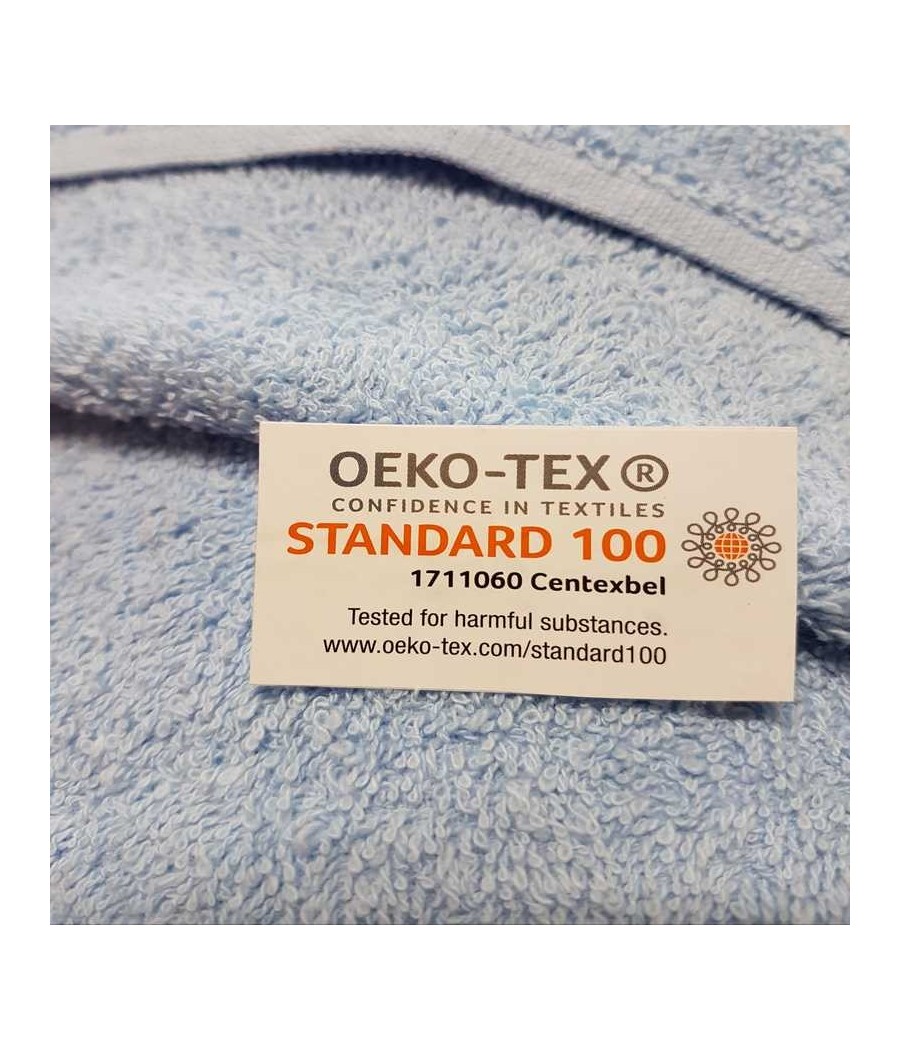 OEKO-TEX®
CONFIDENCE IN TEXTILES
STANDARD 100
1711060 Centexbel
Tested for harmful substances.
www.oeko-tex.com/standard100